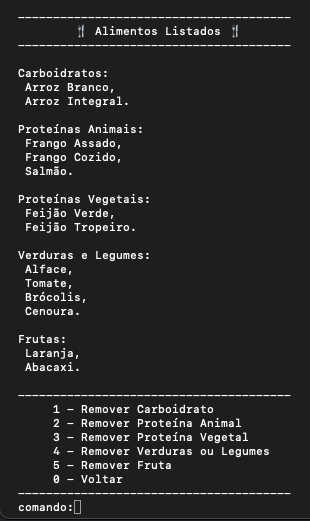 🍴 Alimentos Listados 🍴
Carboidratos:
Arroz Branco,
Arroz Integral.
Proteínas Animais:
Frango Assado,
Frango Cozido,
Salmão.
Proteínas Vegetais:
Feijão Verde,
Feijão Tropeiro.
Verduras e Legumes:
Alface,
Tomate,
Brócolis,
Cenoura.
Frutas:
Laranja,
Abacaxi.
1 – Remover Carboidrato
2 – Remover Proteína Animal
3 – Remover Proteína Vegetal
4 – Remover Verduras ou Legumes
5 – Remover Fruta
0 – Voltar
comando: